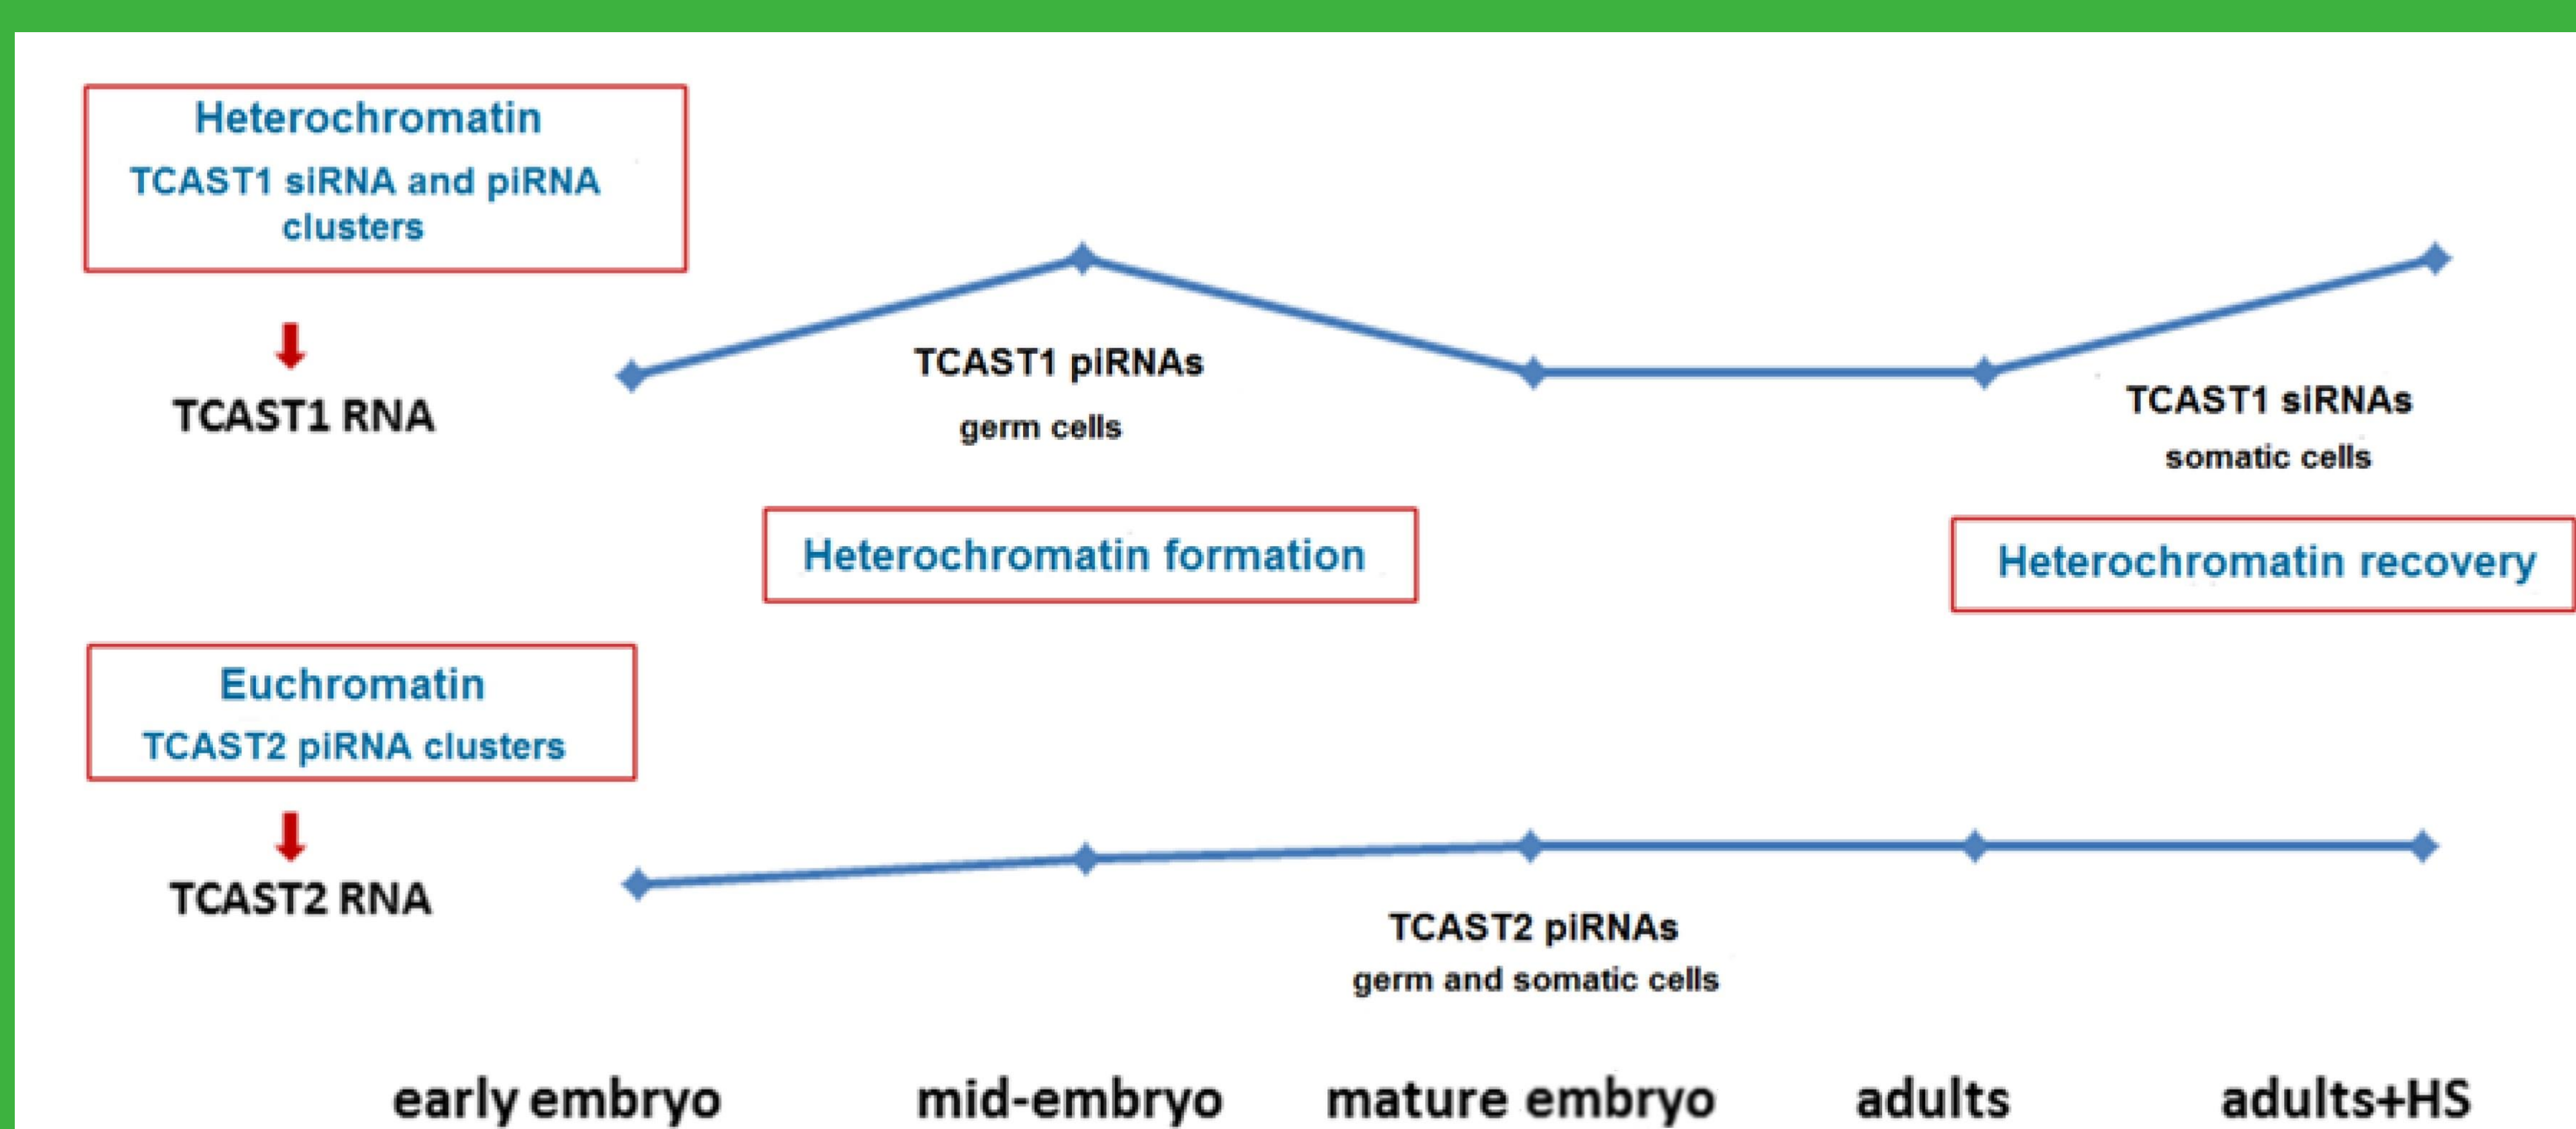 Heterochromatin
TCAST1 siRNA and piRNA
clusters
TCAST1 RNA
TCAST1 piRNAs
germ cells
TCAST1 siRNAs
somatic cells
Heterochromatin formation
Heterochromatin recovery
Euchromatin
TCAST2 piRNA clusters
TCAST2 RNA
TCAST2 piRNAs
germ and somatic cells
early embryo mid-embryo mature embryo adults adults+HS